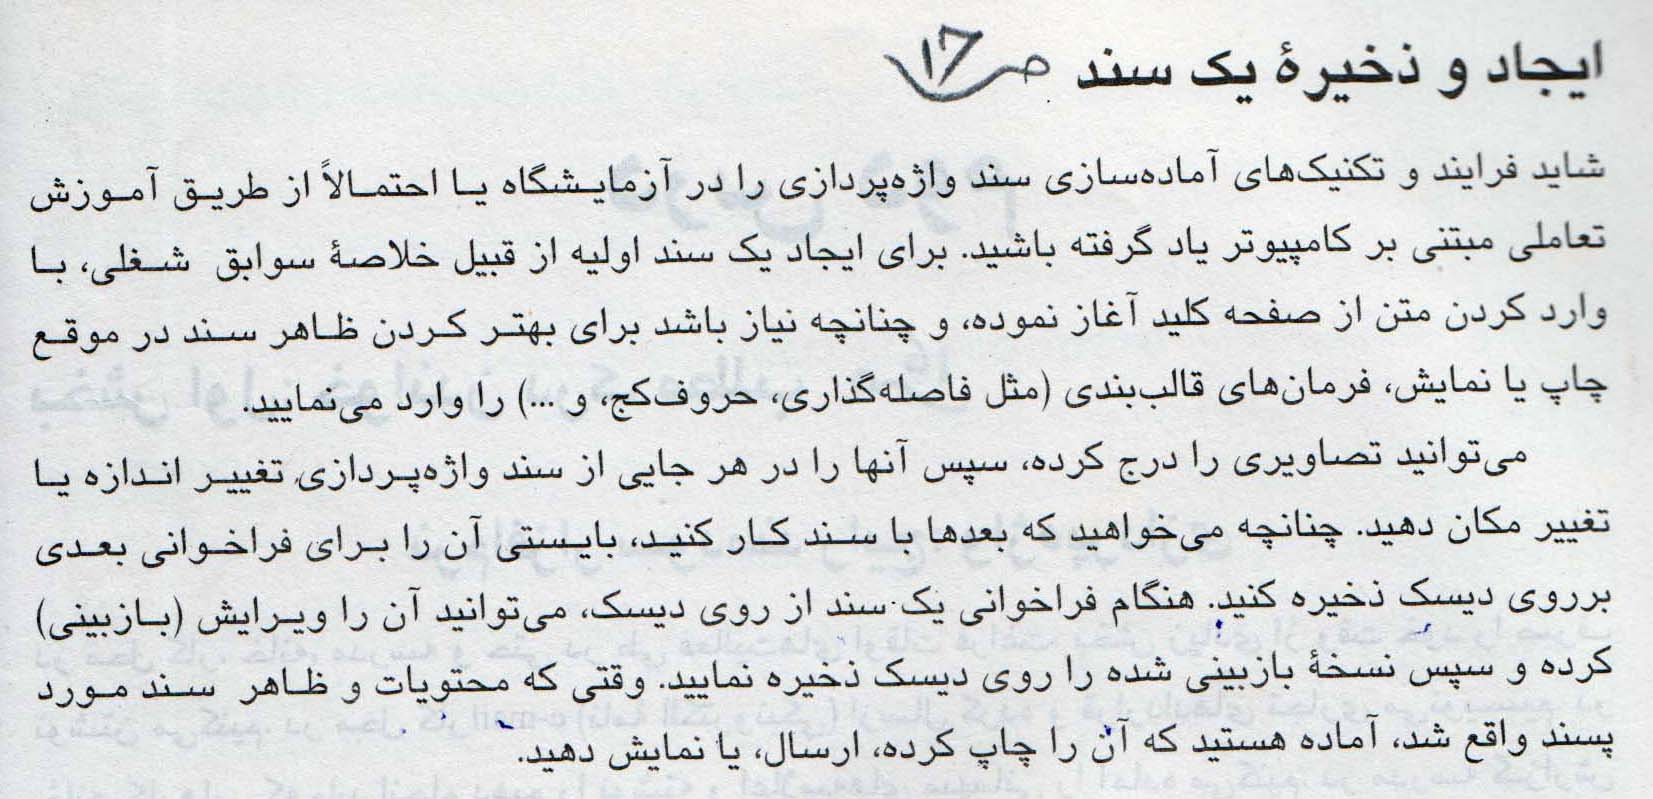 ایجاد و ذخیرهٔ یک سند ص ۱۶
شاید فرایند و تکنیک‌های آماده‌سازی سند واژه‌پردازی را در آزمایشگاه یا احتمالاً از طریق آموزش
تعاملی مبتنی بر کامپیوتر یاد گرفته باشید. برای ایجاد یک سند اولیه از قبیل خلاصهٔ سوابق شغلی، با
وارد کردن متن از صفحه کلید آغاز نموده، و چنانچه نیاز باشد برای بهتر کردن ظاهر سند در موقع
چاپ یا نمایش، فرمان‌های قالب‌بندی (مثل فاصله‌گذاری، حروف‌کج، و ...) را وارد می‌نمایید.
می‌توانید تصاویری را درج کرده، سپس آنها را در هر جایی از سند واژه‌پردازی تغییر اندازه یا
تغییر مکان دهید. چنانچه می‌خواهید که بعدها با سند کار کنید، بایستی آن را برای فراخوانی بعدی
برروی دیسک ذخیره کنید. هنگام فراخوانی یک سند از روی دیسک، می‌توانید آن را ویرایش (بازبینی)
کرده و سپس نسخهٔ بازبینی شده را روی دیسک ذخیره نمایید. وقتی که محتویات و ظاهر سند مورد
پسند واقع شد، آماده هستید که آن را چاپ کرده، ارسال، یا نمایش دهید.